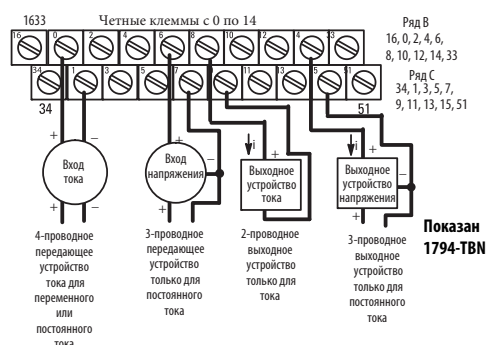 1633
Четные клеммы с 0 по 14
Ряд B
16, 0, 2, 4, 6,
8, 10, 12, 14, 33
Ряд C
34, 1, 3, 5, 7,
9, 11, 13, 15, 51
16 0 2 4 6 8 10 12 4 33
34 1 3 5 7 9 11 13 5 51
34
51
+ –
Вход
тока
+ –
+
Вход
напряжения
–
+
i
+
Выходное
устройство
тока
–
i
+
Выходное
устройство
напряжения
–
+
Показан
1794-TBN
4-проводное
передающее
устройство
тока для
переменного
или
постоянного
тока
3-проводное
передающее
устройство
только для
постоянного
тока
2-проводное
выходное
устройство
только для
тока
3-проводное
выходное
устройство
только для
постоянного
тока